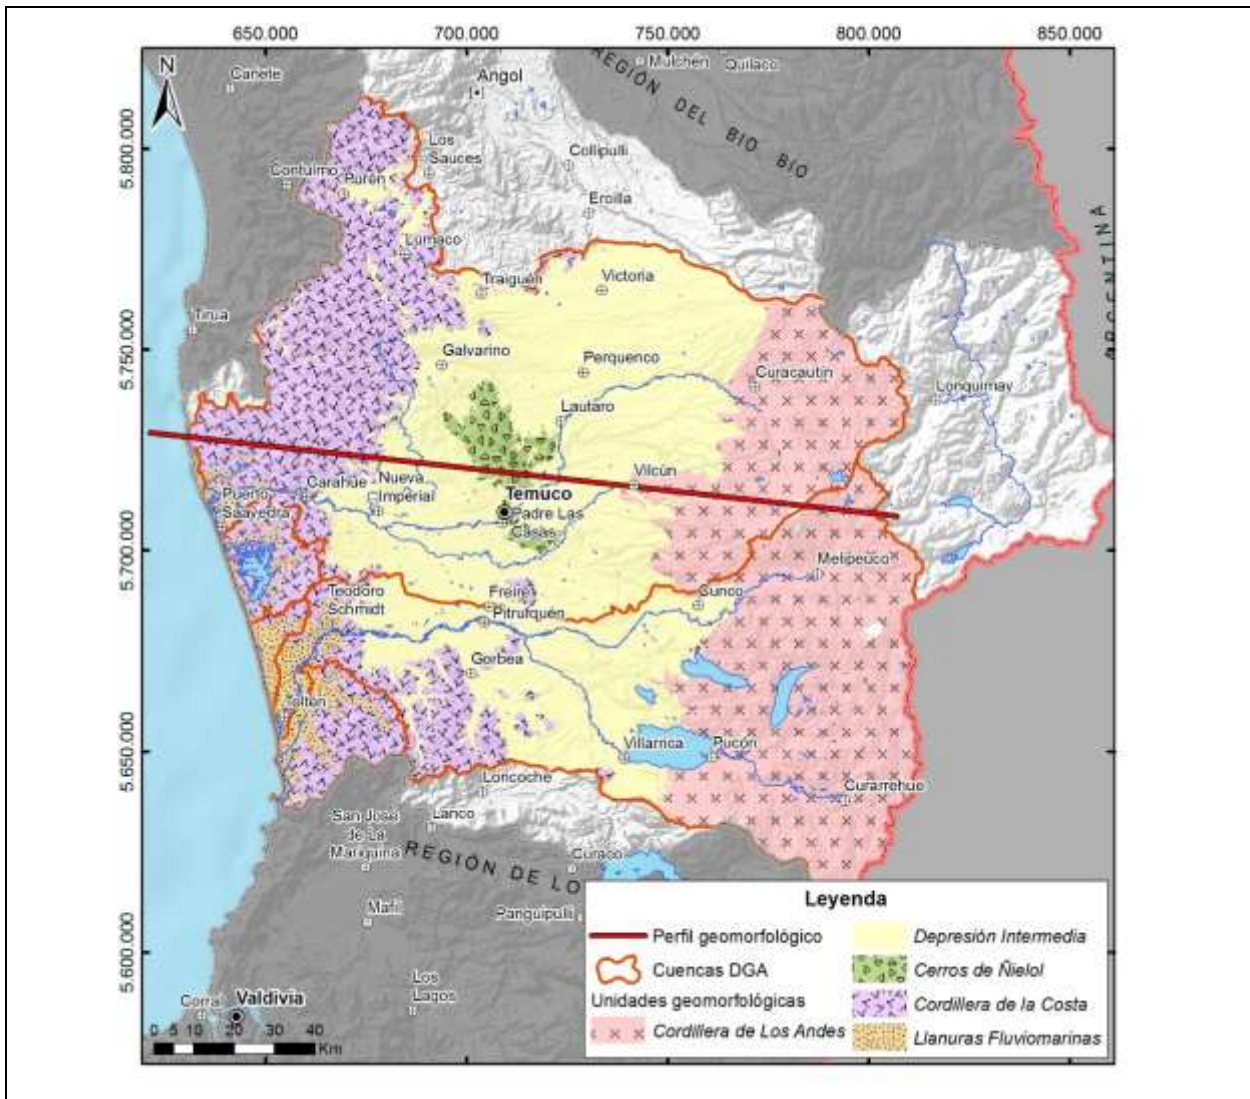 650.000 700.000 750.000 800.000 850.000
N
Cañete
Angol
Mulchén
Quilaco
REGIÓN DEL BIO BÍO
5.800.000
Los
Sauces
Collipulli
Contulmo
Purén
Ercilla
ARGENTINA
Lumaco
Traiguén
Victoria
Tirua
5.750.000
Galvarino
Perquenco
Curacautín
Lonquimay
Lautaro
Vilcún
Carahue
Nueva
Imperial
Puerto
Saavedra
Temuco
Padre Las
Casas
5.700.000
Melipeuco
Teodoro
Schmidt
Freire
Cunco
Pitrufquén
Gorbea
Toltén
5.650.000
Villarrica
Pucón
Loncoche
Curarrehue
San José
de La
Mariquina
Lanco
REGIÓN DE LO
Curaco
Mafil
Panguipulli
5.600.000
Los
Lagos
Corral
Valdivia
0 5 10 20 30 40
Km
Leyenda
Perfil geomorfológico
Cuencas DGA
Unidades geomorfológicas
Cordillera de Los Andes
Depresión Intermedia
Cerros de Ñielol
Cordillera de la Costa
Llanuras Fluviomarinas